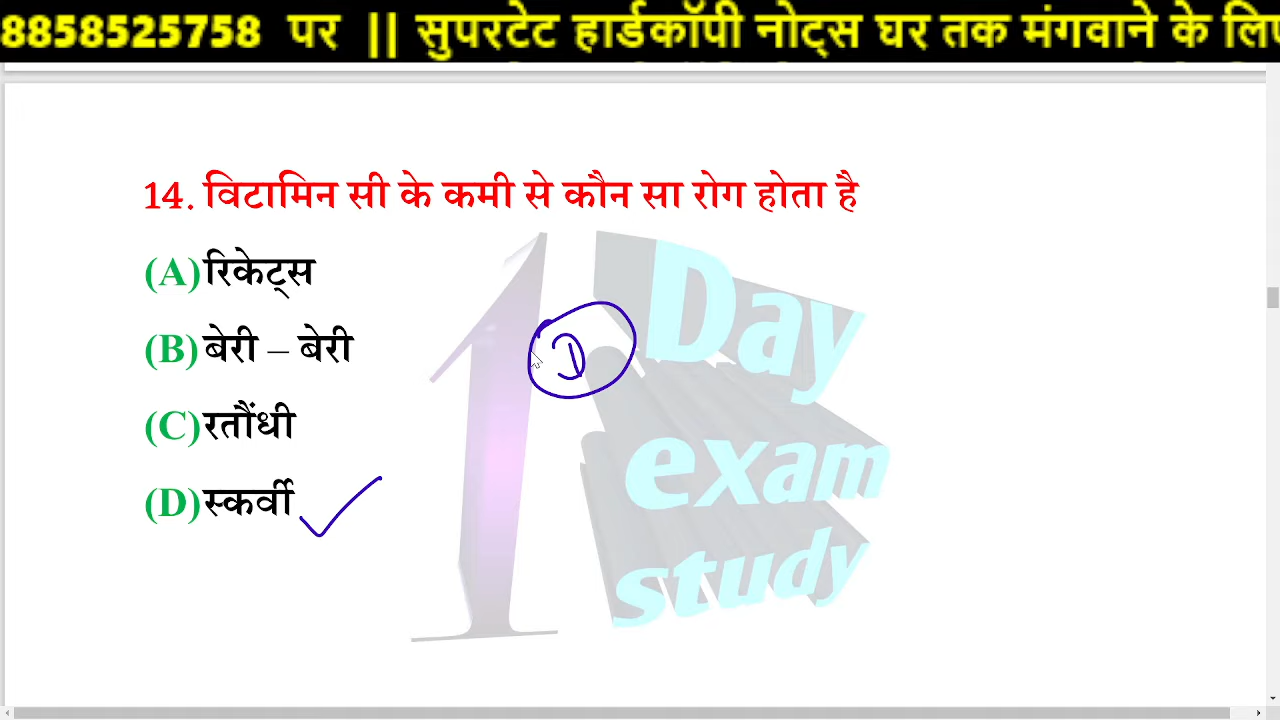 8858525758 पर || सुपरटेट हार्डकॉपी नोट्स घर तक मंगवाने के लिए
14. विटामिन सी के कमी से कौन सा रोग होता है
(A) रिकेट्स
(B) बेरी – बेरी
(C) रतौंधी
(D) स्कर्वी
D
1 Day
exam
study